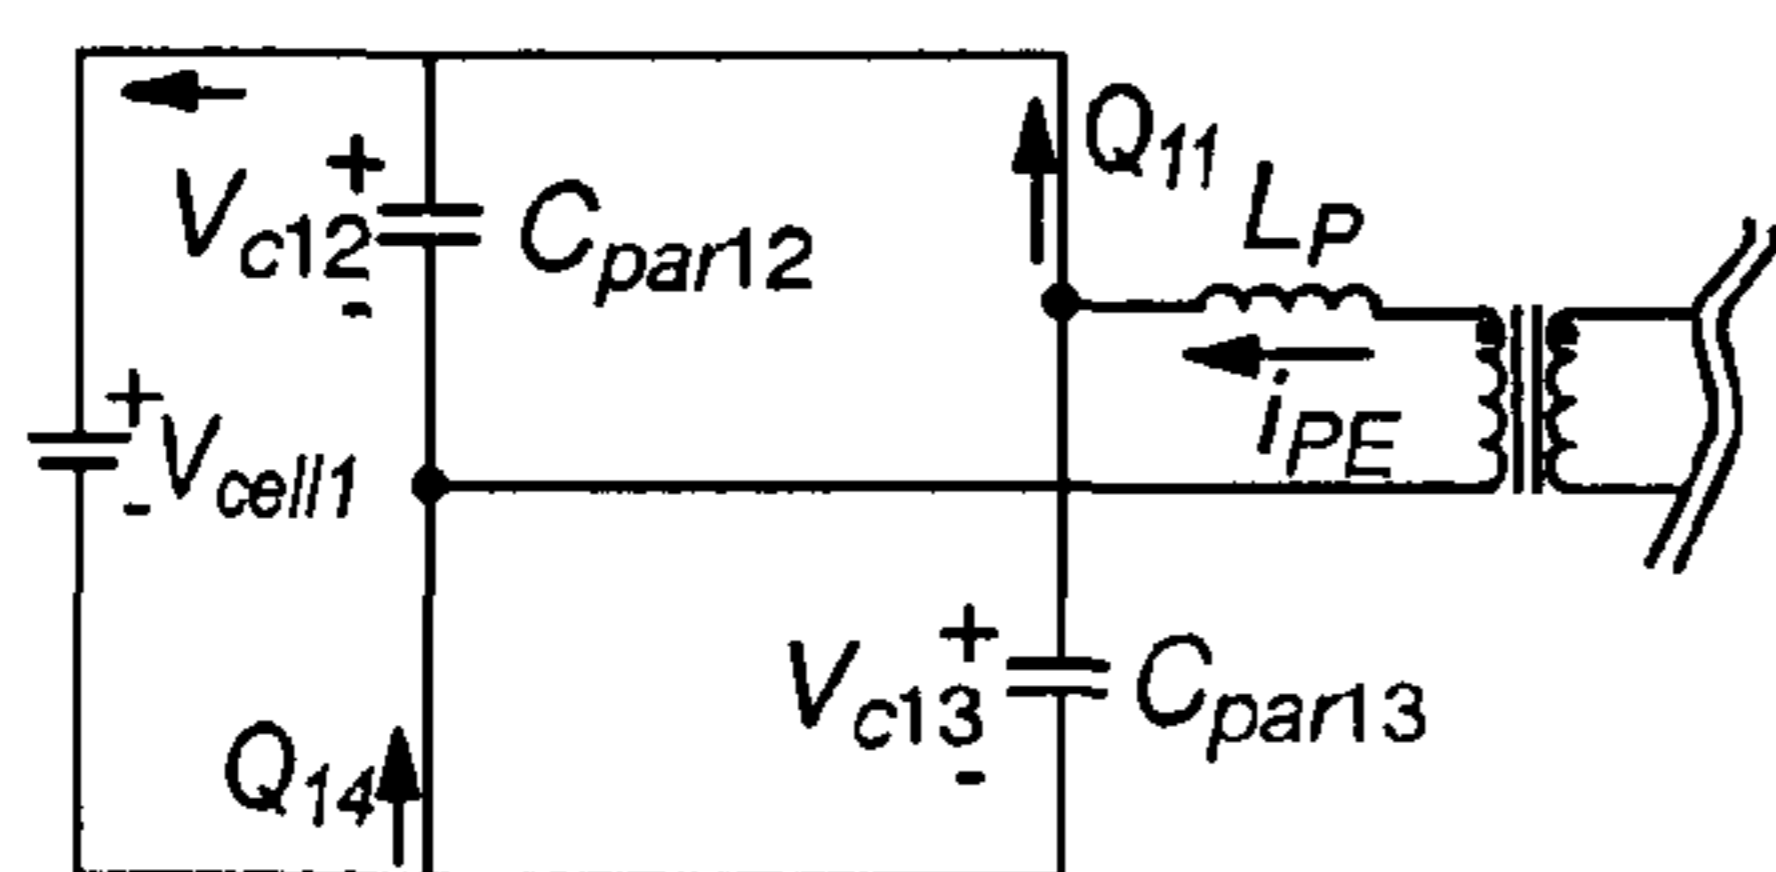 Q11
LP
+
Vc12
-
Cpar12
iPE
+
Vcell1
-
+
Vc13
-
Cpar13
Q14